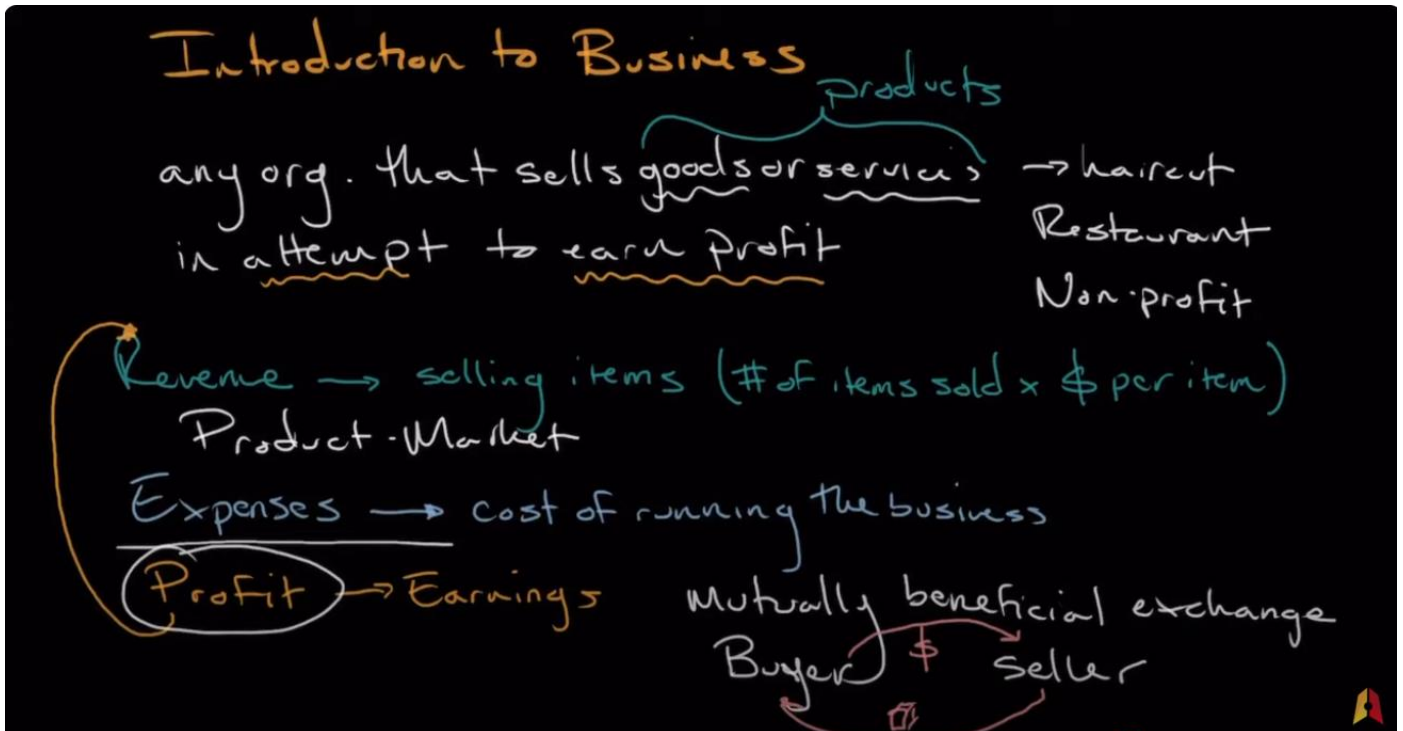 Introduction to Business
products
any org. that sells goods or services → haircut
in attempt to earn profit
Restaurant
Non-profit
Revenue → selling items (# of items sold x $ per item)
Product-Market
Expenses → cost of running the business
Profit → Earnings
Mutually beneficial exchange
Buyer $ seller